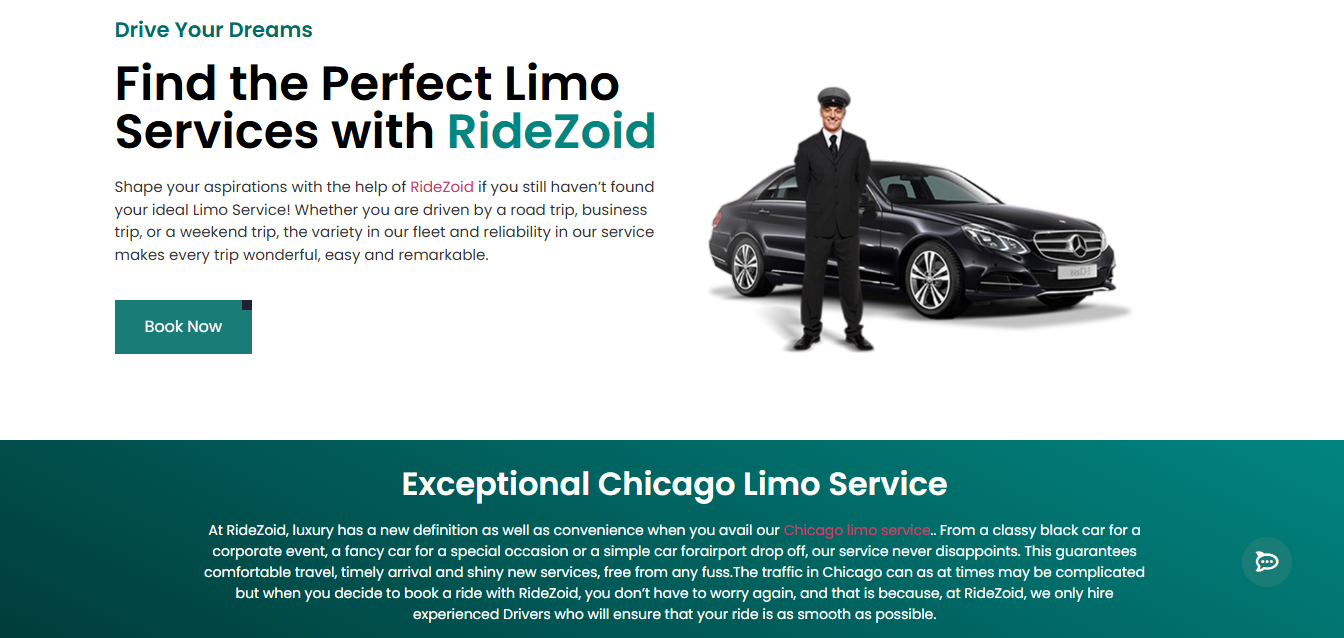 Drive Your Dreams
Find the Perfect Limo
Services with RideZoid
Shape your aspirations with the help of RideZoid if you still haven’t found
your ideal Limo Service! Whether you are driven by a road trip, business
trip, or a weekend trip, the variety in our fleet and reliability in our service
makes every trip wonderful, easy and remarkable.
Book Now
Exceptional Chicago Limo Service
At RideZoid, luxury has a new definition as well as convenience when you avail our Chicago limo service.. From a classy black car for a
corporate event, a fancy car for a special occasion or a simple car forairport drop off, our service never disappoints. This guarantees
comfortable travel, timely arrival and shiny new services, free from any fuss.The traffic in Chicago can as at times may be complicated
but when you decide to book a ride with RideZoid, you don’t have to worry again, and that is because, at RideZoid, we only hire
experienced Drivers who will ensure that your ride is as smooth as possible.